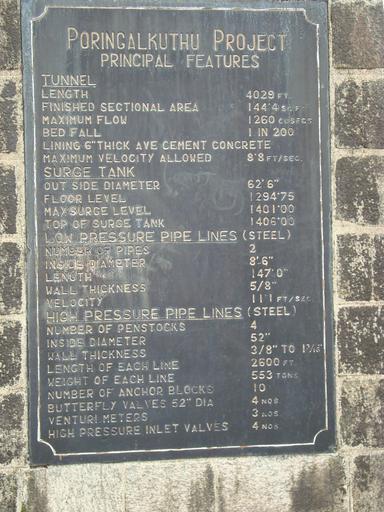 PORINGALKUTHU PROJECT
PRINCIPAL FEATURES
TUNNEL
LENGTH 4029 FT.
FINISHED SECTIONAL AREA 144'4 SQ.FT
MAXIMUM FLOW 1260 CUSECS
BED FALL 1 IN 200
LINING 6" THICK AVE CEMENT CONCRETE
MAXIMUM VELOCITY ALLOWED 8'8 FT/SEC.
SURGE TANK
OUT SIDE DIAMETER 62'6"
FLOOR LEVEL 1294'75
MAX SURGE LEVEL 1401'00
TOP OF SURGE TANK 1406'00
LOW PRESSURE PIPE LINES (STEEL)
NUMBER OF PIPES 2
INSIDE DIAMETER 8'6"
LENGTH 147'0"
WALL THICKNESS 5/8"
VELOCITY 11'1 FT/SEC
HIGH PRESSURE PIPE LINES (STEEL)
NUMBER OF PENSTOCKS 4
INSIDE DIAMETER 52"
WALL THICKNESS 3/8" TO
LENGTH OF EACH LINE 2600 FT.
WEIGHT OF EACH LINE 553 TONS
NUMBER OF ANCHOR BLOCKS 10
BUTTERFLY VALVES 52" DIA 4 NOS
VENTURI METERS 3 NOS
HIGH PRESSURE INLET VALVES 4 NOS